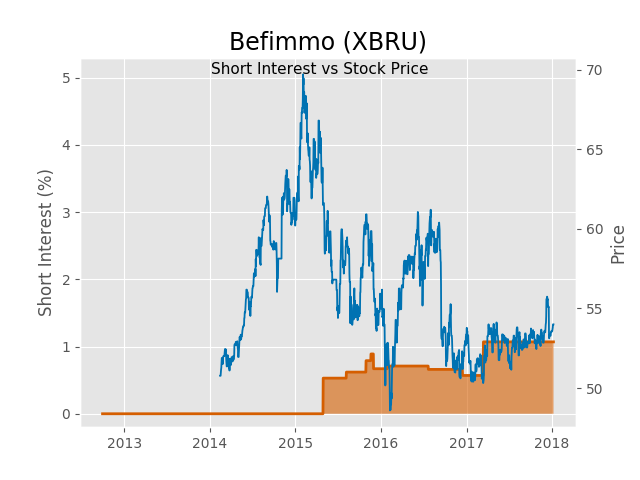 Befimmo (XBRU)
Short Interest vs Stock Price
Short Interest (%)
5
4
3
2
1
0
70
65
60
55
50
Price
2013 2014 2015 2016 2017 2018